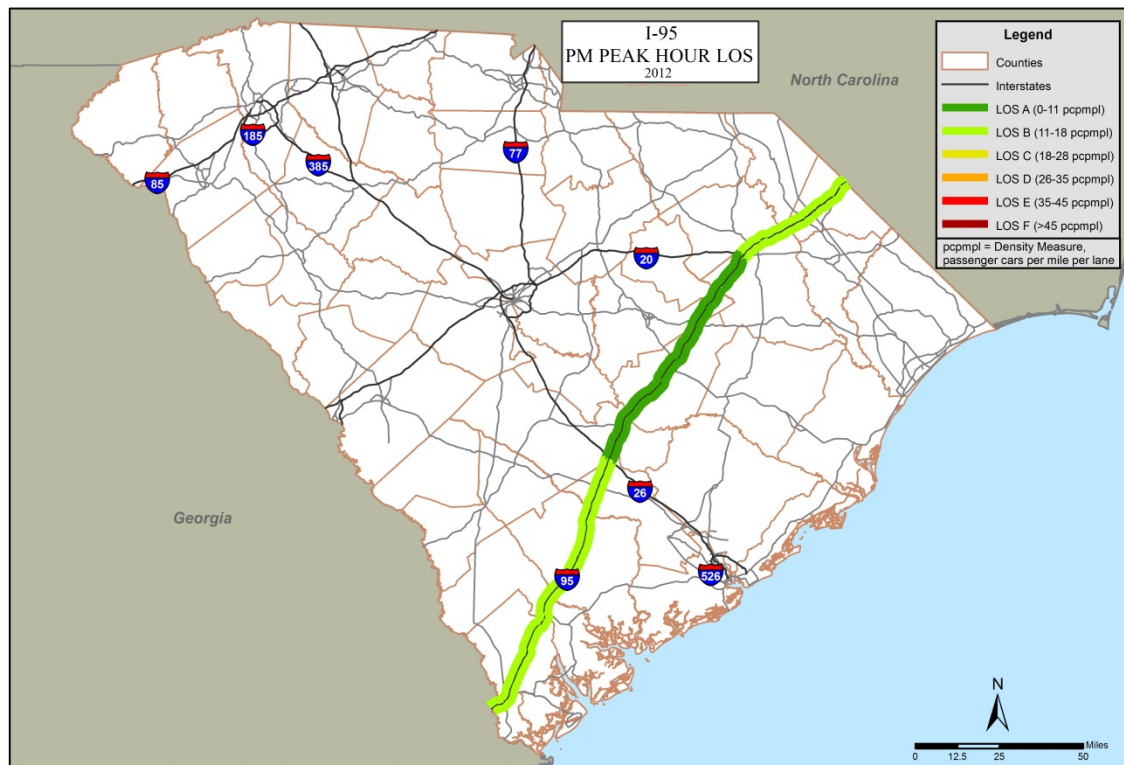 I-95
PM PEAK HOUR LOS
2012
North Carolina
Legend
Counties
Interstates
LOS A (0-11 pcpmpl)
LOS B (11-18 pcpmpl)
LOS C (18-28 pcpmpl)
LOS D (26-35 pcpmpl)
LOS E (35-45 pcpmpl)
LOS F (>45 pcpmpl)
pcpmpl = Density Measure,
passenger cars per mile per lane
185
385
85
77
20
26
95
526
Georgia
N
Miles
0 12.5 25 50